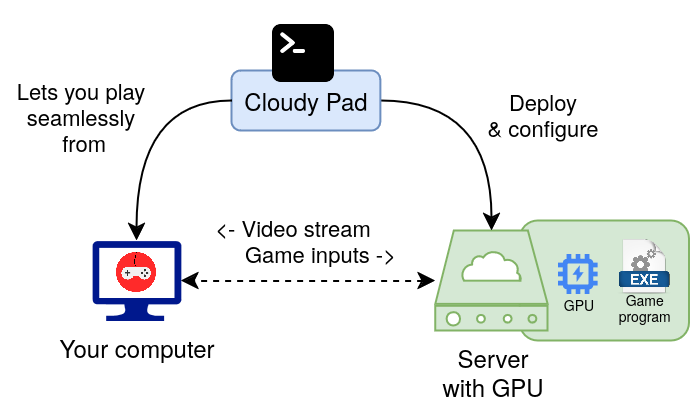 >_
Cloudy Pad
Lets you play
seamlessly
from
Deploy
& configure
<- Video stream
Game inputs ->
GPU
EXE
Game
program
Your computer
Server
with GPU